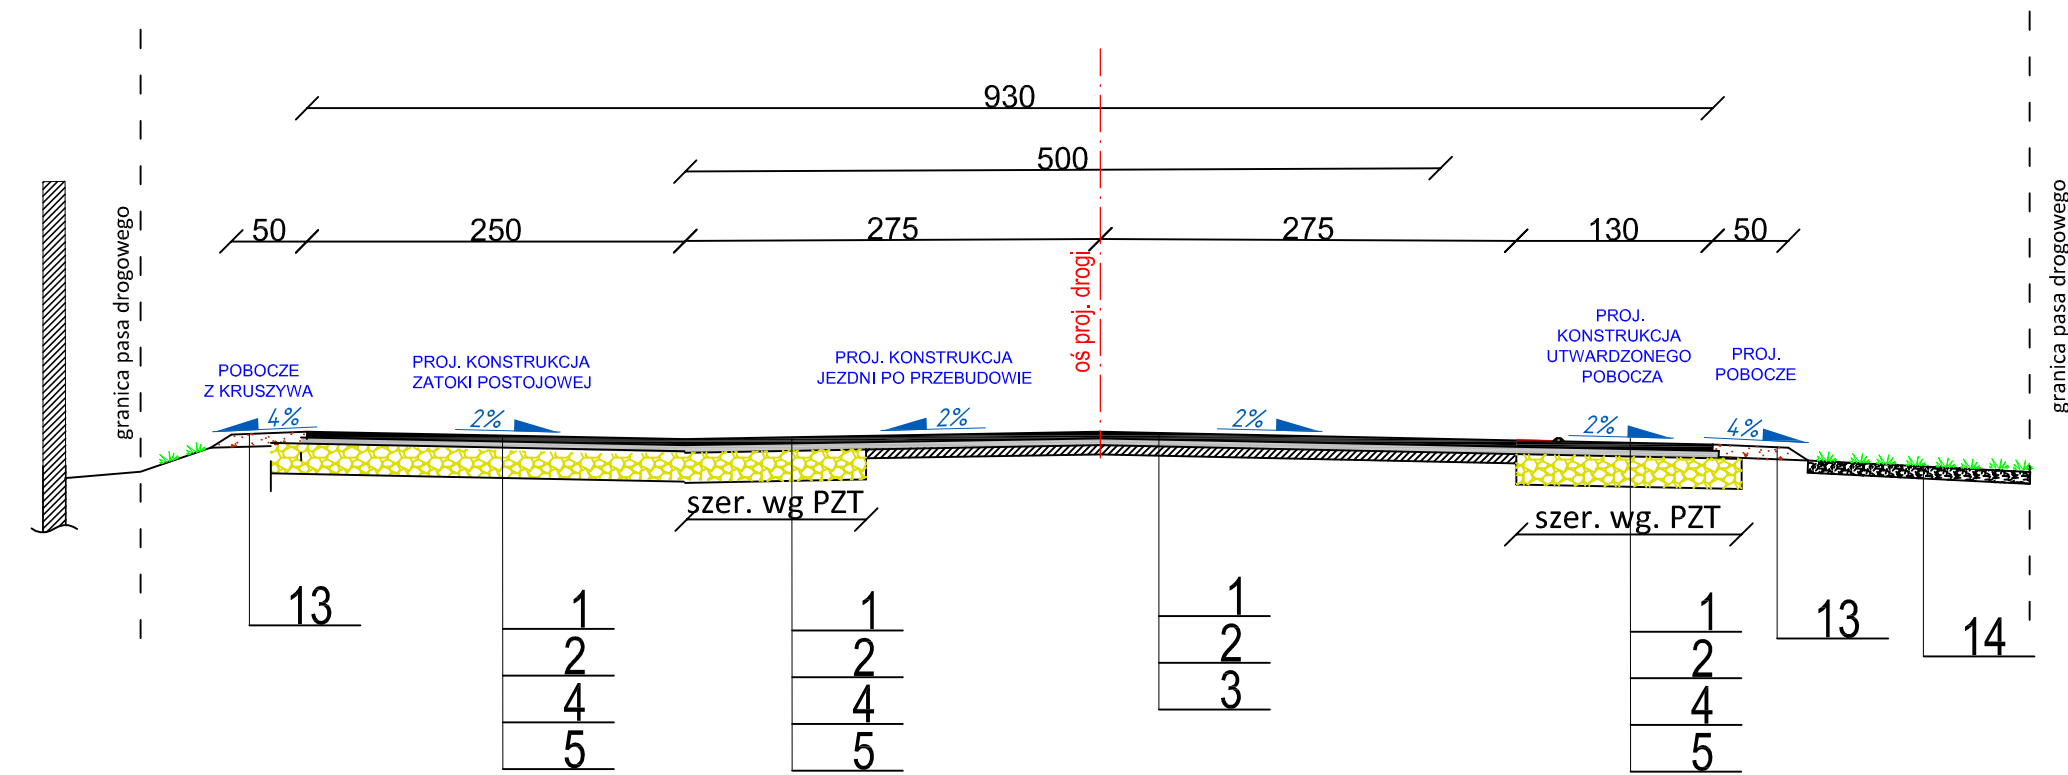 930
500
50
250
275
275
130
50
granica pasa drogowego
oś proj. drogi
granica pasa drogowego
POBOCZE
Z KRUSZYWA
PROJ. KONSTRUKCJA
ZATOKI POSTOJOWEJ
PROJ. KONSTRUKCJA
JEZDNI PO PRZEBUDOWIE
PROJ.
KONSTRUKCJA
UTWARDZONEGO
POBOCZA
PROJ.
POBOCZE
4%
2%
2%
2%
2%
4%
szer. wg PZT
szer. wg. PZT
13
1
2
4
5
1
2
4
5
1
2
3
1
2
4
5
13
14